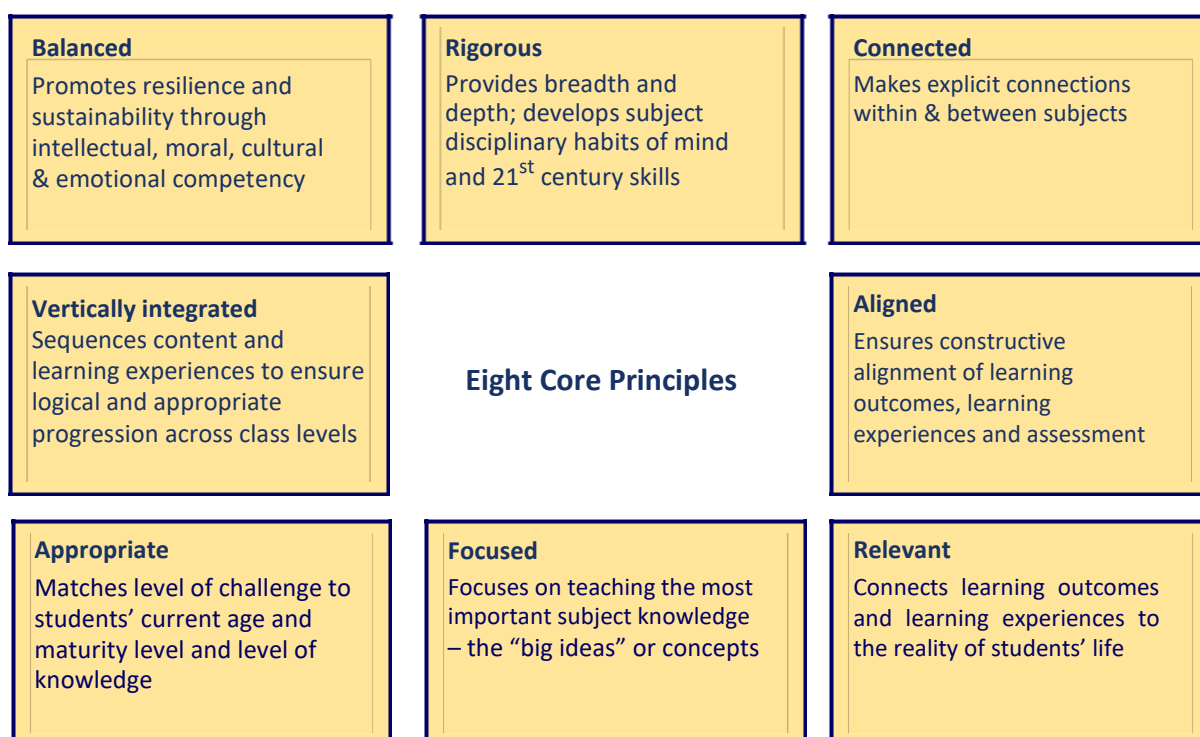 Balanced
Promotes resilience and
sustainability through
intellectual, moral, cultural
& emotional competency
Rigorous
Provides breadth and
depth; develops subject
disciplinary habits of mind
and 21st century skills
Connected
Makes explicit connections
within & between subjects
Vertically integrated
Sequences content and
learning experiences to ensure
logical and appropriate
progression across class levels
Eight Core Principles
Aligned
Ensures constructive
alignment of learning
outcomes, learning
experiences and assessment
Appropriate
Matches level of challenge to
students’ current age and
maturity level and level of
knowledge
Focused
Focuses on teaching the most
important subject knowledge
– the “big ideas” or concepts
Relevant
Connects learning outcomes
and learning experiences to
the reality of students’ life